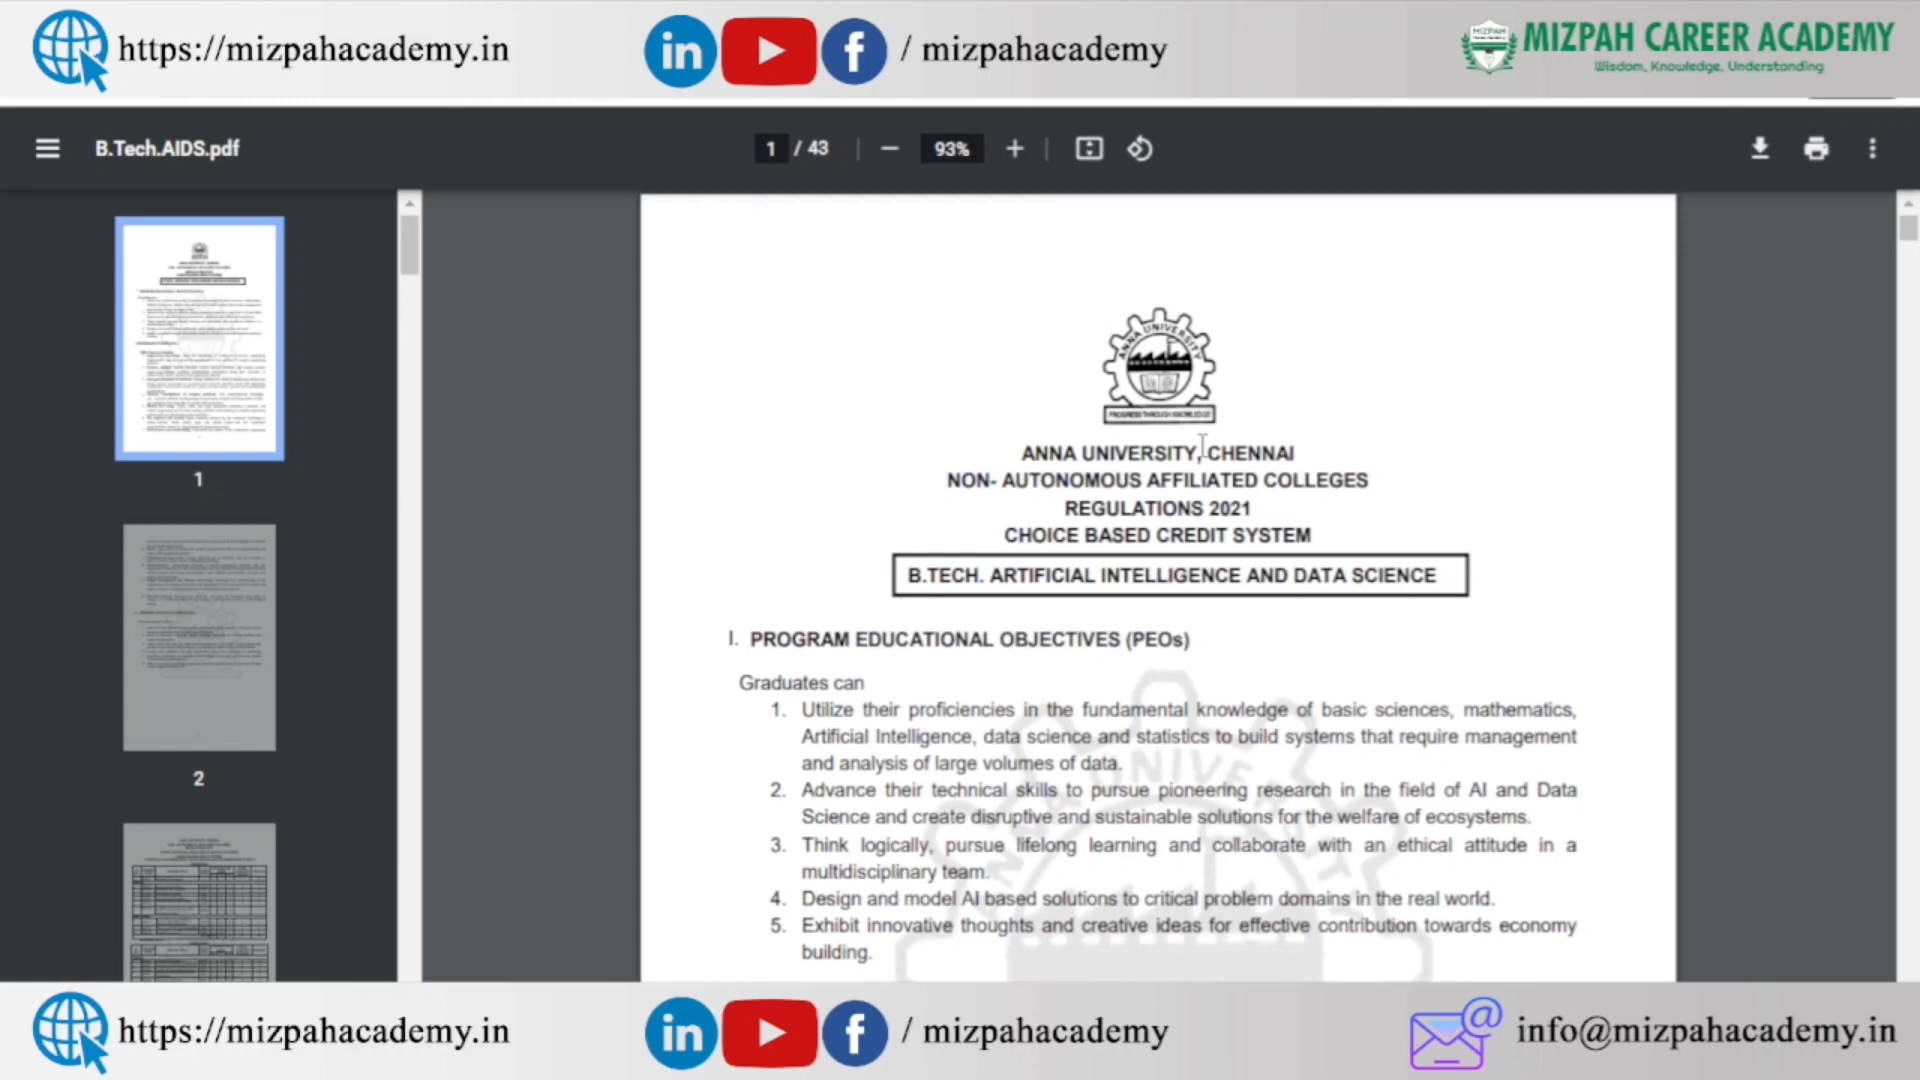 https://mizpahacademy.in
in
f
/ mizpahacademy
MIZPAH
MIZPAH CAREER ACADEMY
Wisdom, Knowledge, Understanding
B.Tech.AIDS.pdf
1 / 43
93%
1
2
ANNA UNIVERSITY
PROGRESS THROUGH KNOWLEDGE
ANNA UNIVERSITY, CHENNAI
NON- AUTONOMOUS AFFILIATED COLLEGES
REGULATIONS 2021
CHOICE BASED CREDIT SYSTEM
B.TECH. ARTIFICIAL INTELLIGENCE AND DATA SCIENCE
I. PROGRAM EDUCATIONAL OBJECTIVES (PEOs)
Graduates can
1. Utilize their proficiencies in the fundamental knowledge of basic sciences, mathematics,
Artificial Intelligence, data science and statistics to build systems that require management
and analysis of large volumes of data.
2. Advance their technical skills to pursue pioneering research in the field of AI and Data
Science and create disruptive and sustainable solutions for the welfare of ecosystems.
3. Think logically, pursue lifelong learning and collaborate with an ethical attitude in a
multidisciplinary team.
4. Design and model AI based solutions to critical problem domains in the real world.
5. Exhibit innovative thoughts and creative ideas for effective contribution towards economy
building.
https://mizpahacademy.in
in
f
/ mizpahacademy
@
info@mizpahacademy.in